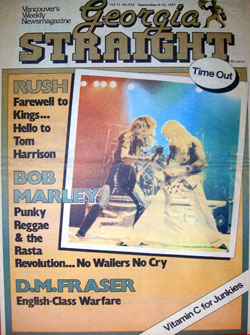 Vancouver's
Weekly
Newsmagazine
Georgia
STRAIGHT
Time Out
RUSH
Farewell to
Kings...
Hello to
Tom
Harrison
BOB
MARLEY
Punky
Reggae
& the
Rasta
Revolution... No Wailers No Cry
D.M. FRASER
English-Class Warfare
Vitamin C for Junkies